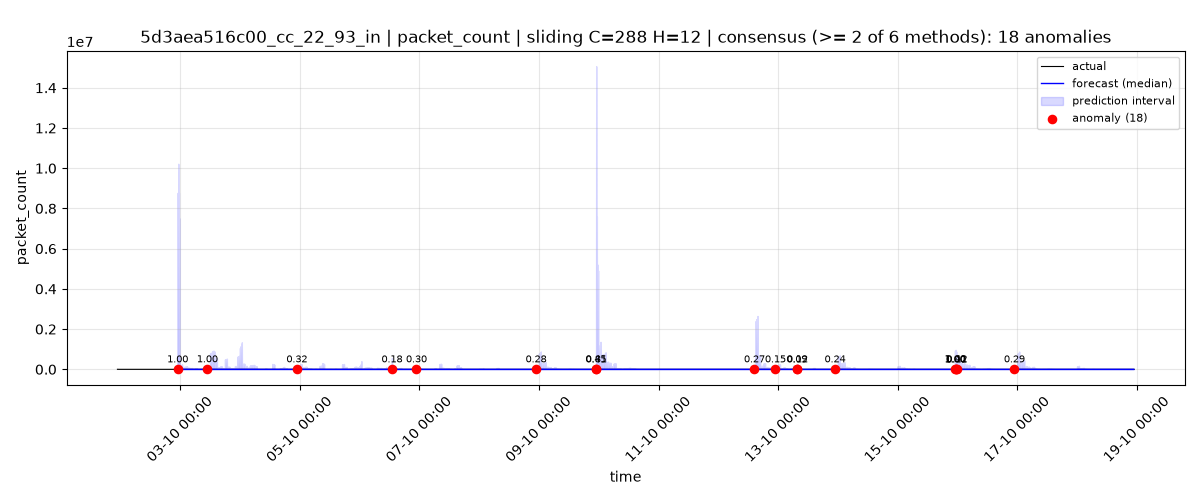 5d3aea516c00_cc_22_93_in | packet_count | sliding C=288 H=12 | consensus (>= 2 of 6 methods): 18 anomalies
1e7
actual
forecast (median)
prediction interval
anomaly (18)
1.4
1.2
1.0
0.8
0.6
0.4
0.2
0.0
packet_count
1.00 1.00 0.32 0.18 0.30 0.28 0.27 0.15 0.24 0.29
03-10 00:00
05-10 00:00
07-10 00:00
09-10 00:00
11-10 00:00
13-10 00:00
15-10 00:00
17-10 00:00
19-10 00:00
time